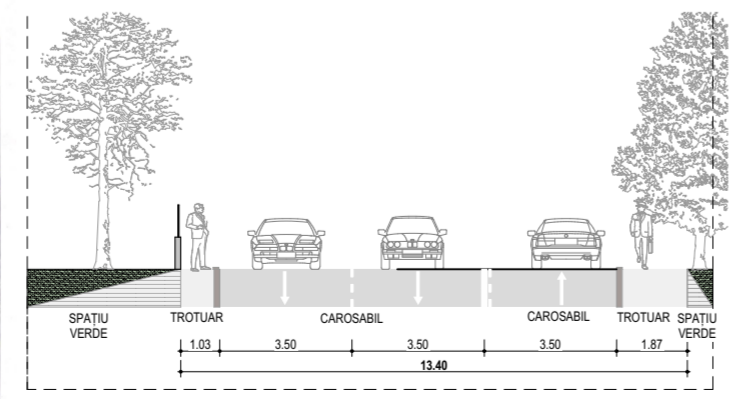 SPAȚIU
VERDE
TROTUAR
CAROSABIL
CAROSABIL
TROTUAR
SPAȚIU
VERDE
1.03
3.50
3.50
3.50
1.87
13.40